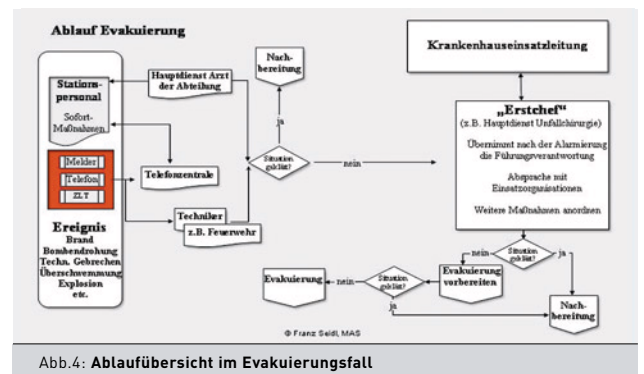 Ablauf Evakuierung
Stations-
personal
Sofort-
Maßnahmen
Melder
Telefon
ZLT
Ereignis
Brand
Bombendrohung
Techn. Gebrechen
Überschwemmung
Explosion
etc.
Hauptdienst Arzt
der Abteilung
Telefonzentrale
Techniker
z.B. Feuerwehr
Nach-
bereitung
ja
Situation
geklärt?
nein
Krankenhauseinsatzleitung
„Erstchef“
(z.B. Hauptdienst Unfallchirurgie)
Übernimmt nach der Alarmierung
die Führungsverantwortung
Absprache mit
Einsatzorganisationen
Weitere Maßnahmen anordnen
Situation
geklärt?
nein
ja
Evakuierung
vorbereiten
Situation
geklärt?
nein
ja
Evakuierung
Nach-
bereitung
© Franz Seidl, MAS
Abb.4: Ablaufübersicht im Evakuierungsfall